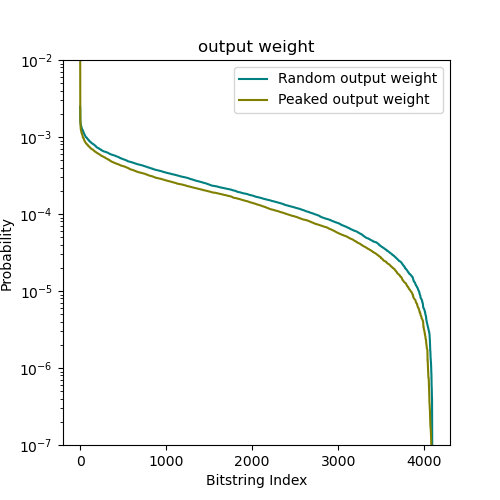 output weight
Random output weight
Peaked output weight
10^-2
10^-3
10^-4
10^-5
10^-6
10^-7
Probability
0 1000 2000 3000 4000
Bitstring Index